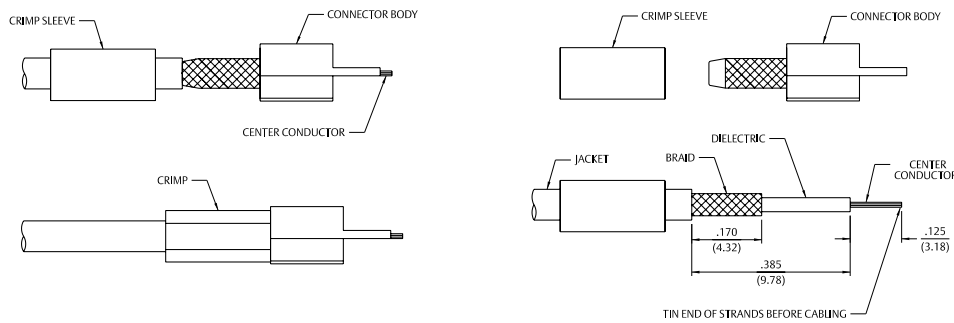 CRIMP SLEEVE
CONNECTOR BODY
CENTER CONDUCTOR
CRIMP
CRIMP SLEEVE
CONNECTOR BODY
DIELECTRIC
JACKET
BRAID
CENTER
CONDUCTOR
.170
(4.32)
.125
(3.18)
.385
(9.78)
TIN END OF STRANDS BEFORE CABLING